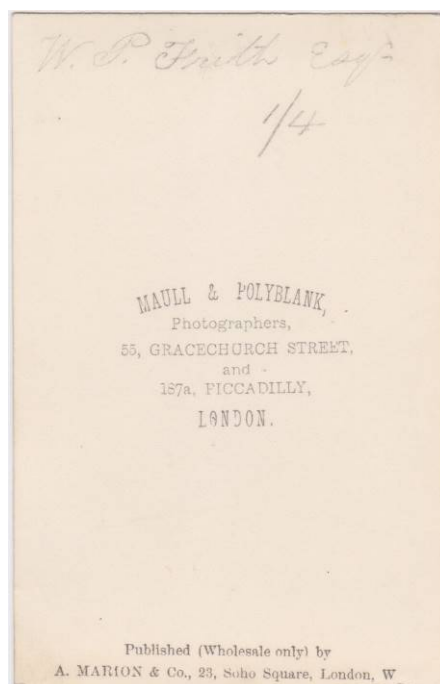 W. P. Frith Esqr
1/4
MAULL & POLYBLANK,
Photographers,
55, GRACECHURCH STREET,
and
187a, PICCADILLY,
LONDON.
Published (Wholesale only) by
A. MARION & Co., 23, Soho Square, London, W